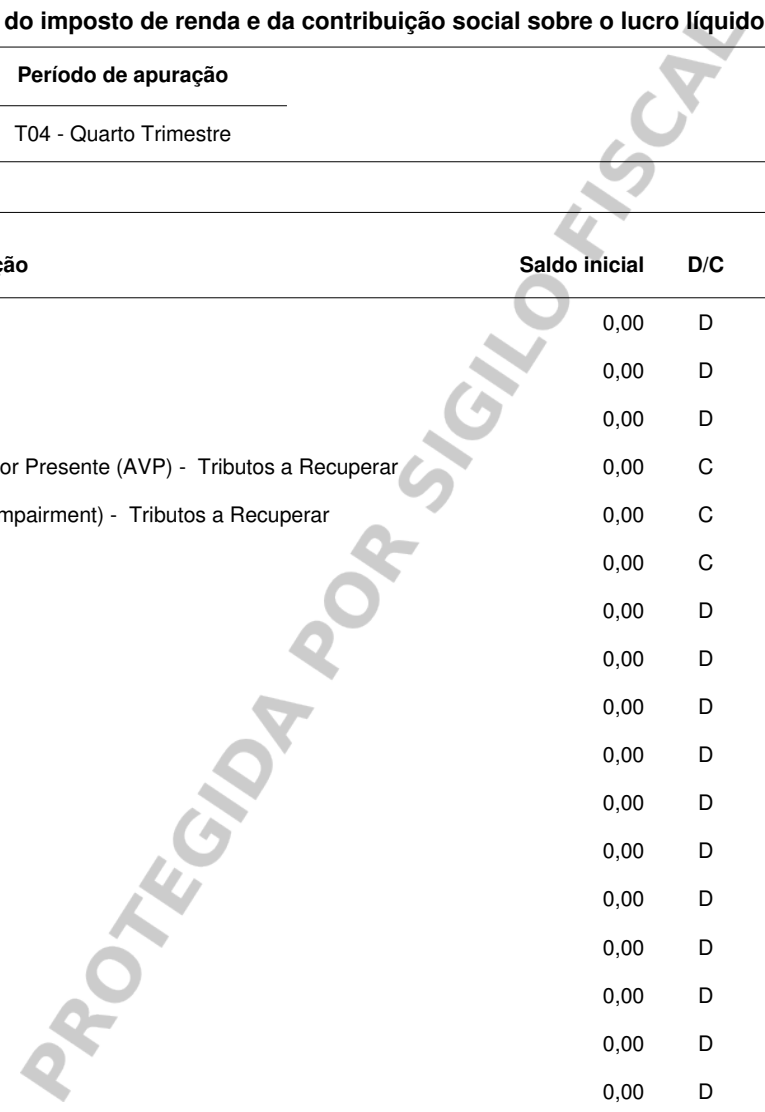 do imposto de renda e da contribuição social sobre o lucro líquido
Período de apuração
T04 - Quarto Trimestre
ção Saldo inicial D/C
0,00 D
0,00 D
0,00 D
or Presente (AVP) - Tributos a Recuperar 0,00 C
mpairment) - Tributos a Recuperar 0,00 C
0,00 C
0,00 D
0,00 D
0,00 D
0,00 D
0,00 D
0,00 D
0,00 D
0,00 D
0,00 D
0,00 D
0,00 D
PROTEGIDA POR SIGILO FISCAL